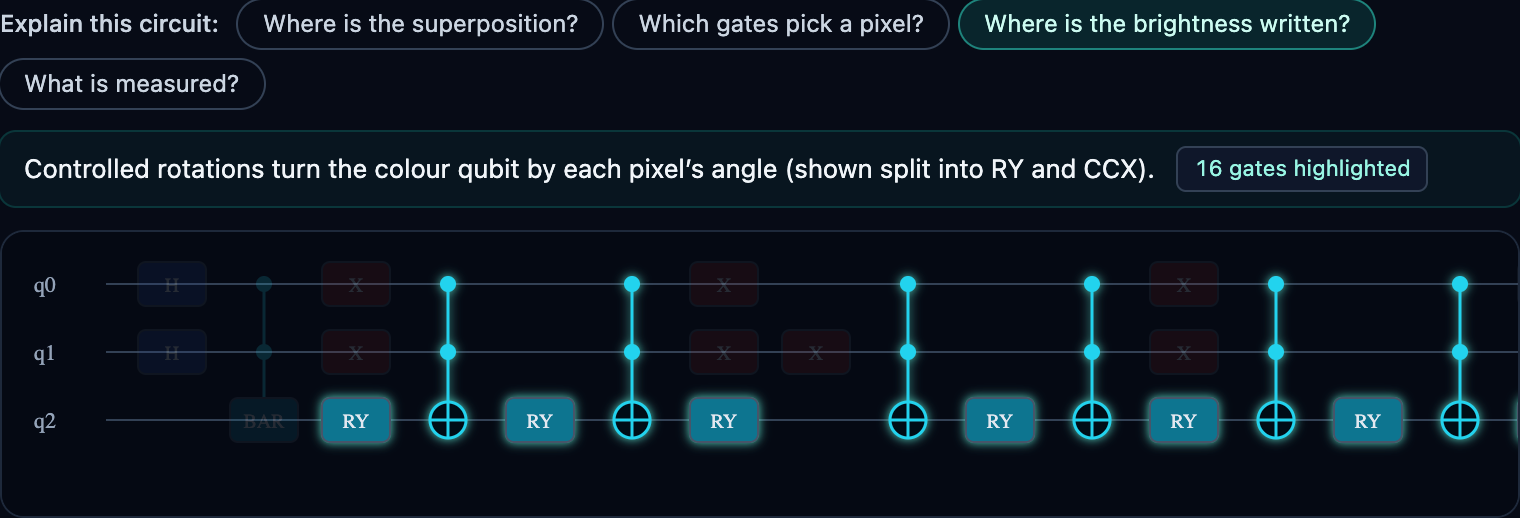 Explain this circuit: Where is the superposition? Which gates pick a pixel? Where is the brightness written?
What is measured?
Controlled rotations turn the colour qubit by each pixel’s angle (shown split into RY and CCX). 16 gates highlighted
q0 H X X X
q1 H X X X X
q2 BAR RY RY RY RY RY RY